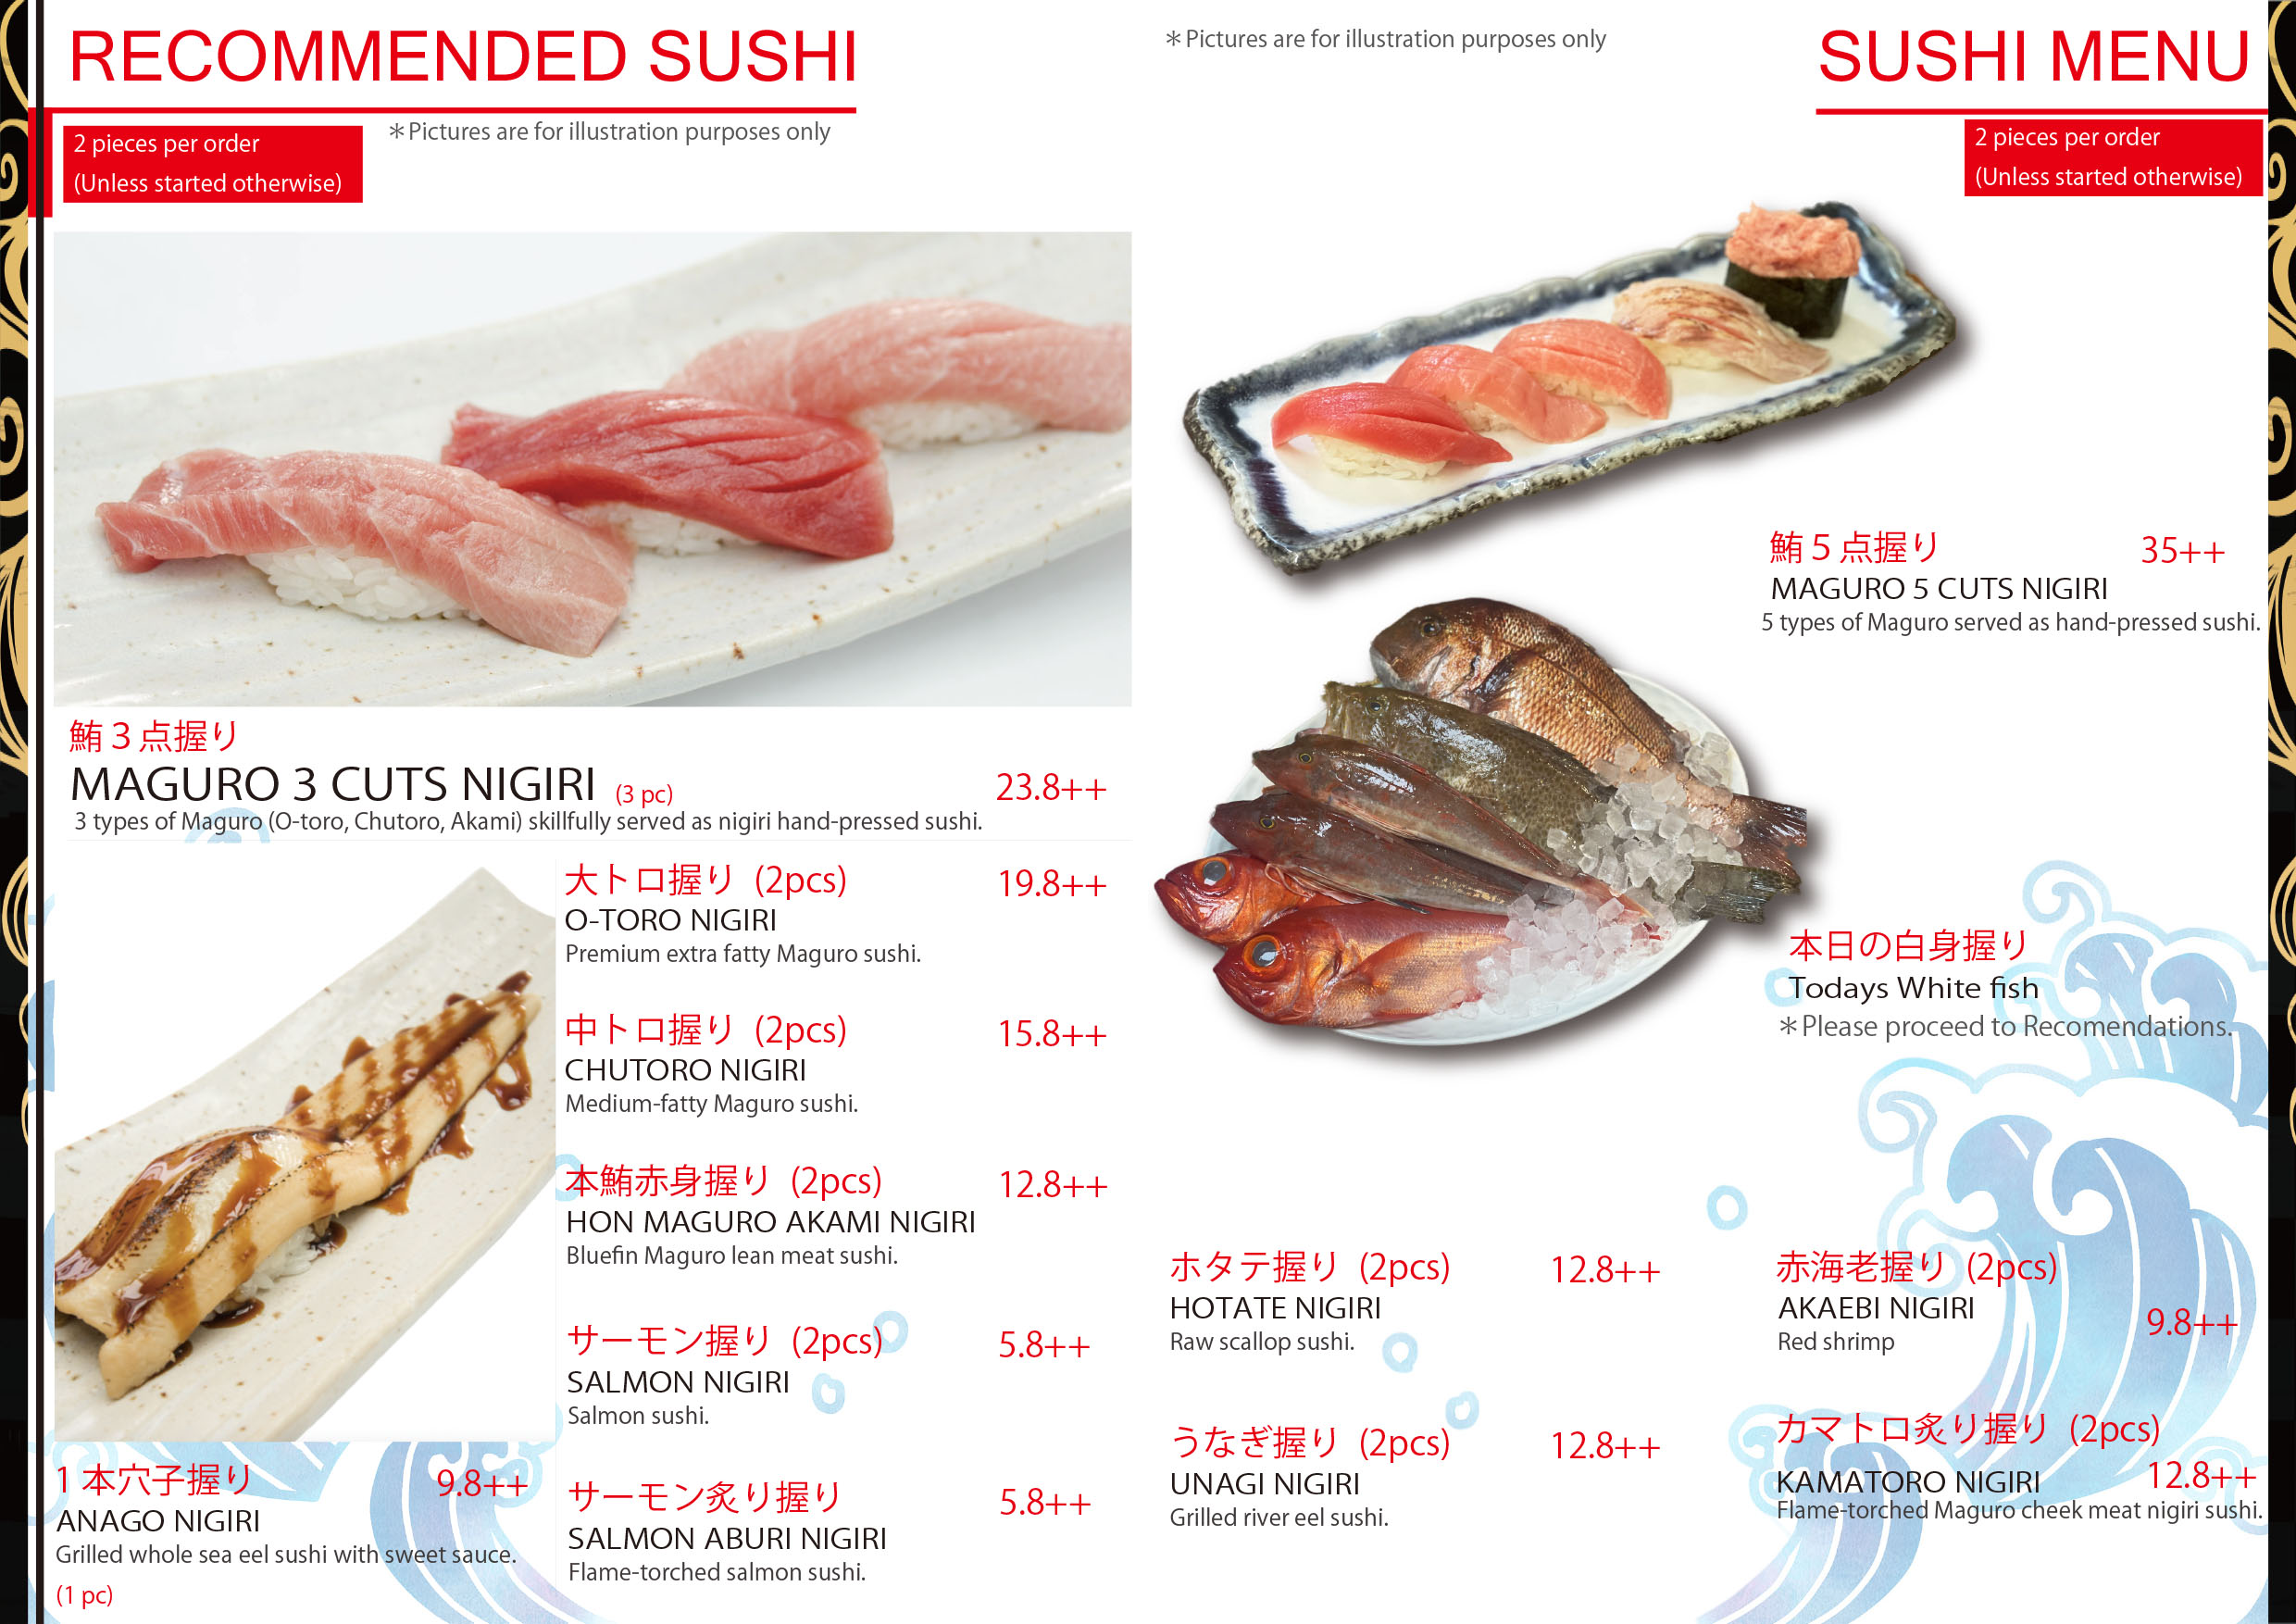 RECOMMENDED SUSHI
2 pieces per order
(Unless started otherwise)
＊Pictures are for illustration purposes only
鮪３点握り
MAGURO 3 CUTS NIGIRI (3 pc) 23.8++
3 types of Maguro (O-toro, Chutoro, Akami) skillfully served as nigiri hand-pressed sushi.
大トロ握り (2pcs) 19.8++
O-TORO NIGIRI
Premium extra fatty Maguro sushi.
中トロ握り (2pcs) 15.8++
CHUTORO NIGIRI
Medium-fatty Maguro sushi.
本鮪赤身握り (2pcs) 12.8++
HON MAGURO AKAMI NIGIRI
Bluefin Maguro lean meat sushi.
サーモン握り (2pcs) 5.8++
SALMON NIGIRI
Salmon sushi.
サーモン炙り握り 5.8++
SALMON ABURI NIGIRI
Flame-torched salmon sushi.
1本穴子握り 9.8++
ANAGO NIGIRI
Grilled whole sea eel sushi with sweet sauce.
(1 pc)
＊Pictures are for illustration purposes only
SUSHI MENU
2 pieces per order
(Unless started otherwise)
鮪５点握り 35++
MAGURO 5 CUTS NIGIRI
5 types of Maguro served as hand-pressed sushi.
本日の白身握り
Todays White fish
＊Please proceed to Recomendations.
ホタテ握り (2pcs) 12.8++
HOTATE NIGIRI
Raw scallop sushi.
うなぎ握り (2pcs) 12.8++
UNAGI NIGIRI
Grilled river eel sushi.
赤海老握り (2pcs)
AKAEBI NIGIRI 9.8++
Red shrimp
カマトロ炙り握り (2pcs)
KAMATORO NIGIRI 12.8++
Flame-torched Maguro cheek meat nigiri sushi.